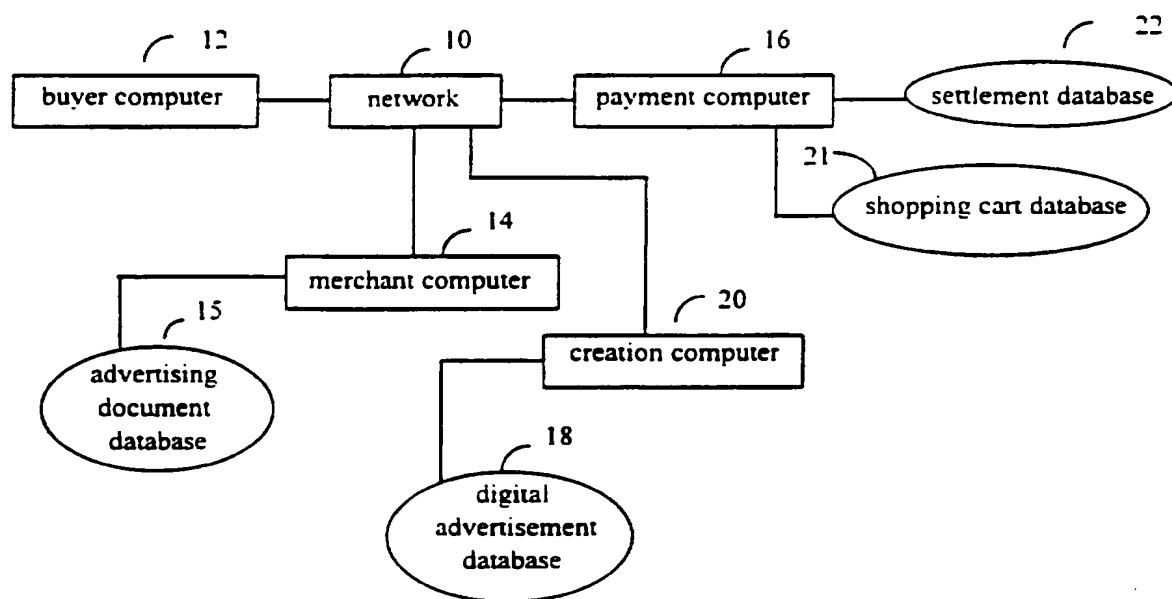 12
10
16
22
buyer computer
network
payment computer
settlement database
21
shopping cart database
14
merchant computer
20
15
creation computer
advertising
document
database
18
digital
advertisement
database